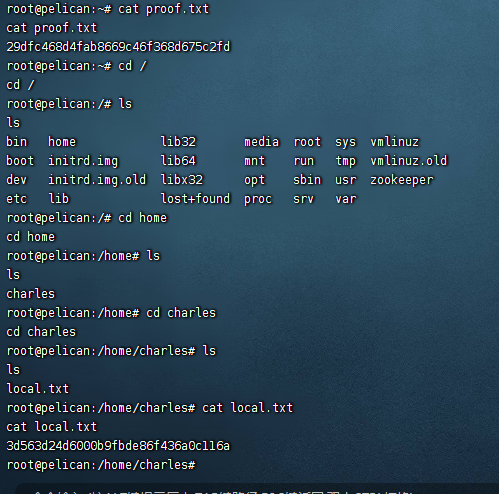 root@pelican:~# cat proof.txt
cat proof.txt
29dfc468d4fab8669c46f368d675c2fd
root@pelican:~# cd /
cd /
root@pelican:/# ls
ls
bin   home            lib32       media  root  sys  vmlinuz
boot  initrd.img      lib64       mnt    run   tmp  vmlinuz.old
dev   initrd.img.old  libx32      opt    sbin  usr  zookeeper
etc   lib             lost+found  proc   srv   var
root@pelican:/# cd home
cd home
root@pelican:/home# ls
ls
charles
root@pelican:/home# cd charles
cd charles
root@pelican:/home/charles# ls
ls
local.txt
root@pelican:/home/charles# cat local.txt
cat local.txt
3d563d24d6000b9fbde86f436a0c116a
root@pelican:/home/charles#